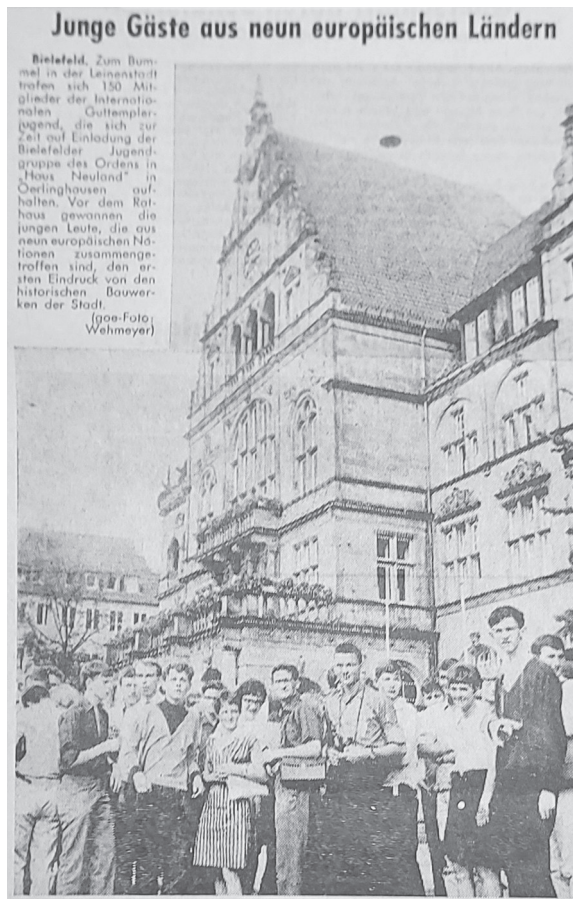 Junge Gäste aus neun europäischen Ländern
Bielefeld. Zum Bum-
mel in der Leinenstadt
trafen sich 150 Mit-
glieder der Internatio-
nalen Guttempler-
jugend, die sich zur
Zeit auf Einladung der
Bielefelder Jugend-
gruppe des Ordens in
„Haus Neuland" in
Oerlinghausen auf-
halten. Vor dem Rat-
haus gewannen die
jungen Leute, die aus
neun europäischen Na-
tionen zusammenge-
troffen sind, den er-
sten Eindruck von den
historischen Bauwer-
ken der Stadt.
(goe-Foto:
Wehmeyer)